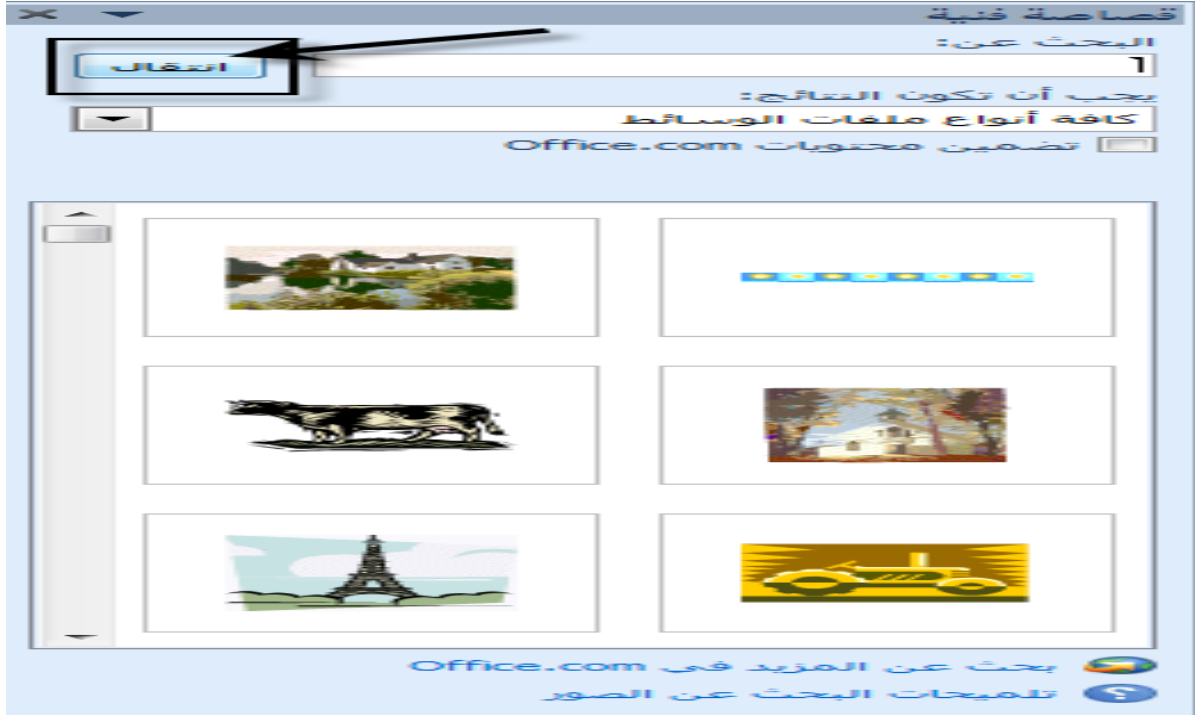 قصاصة فنية
البحث عن:
1
انتقال
يجب أن تكون النتائج:
كافة أنواع ملفات الوسائط
تضمين محتويات Office.com
بحث عن المزيد في Office.com
تلميحات البحث عن الصور